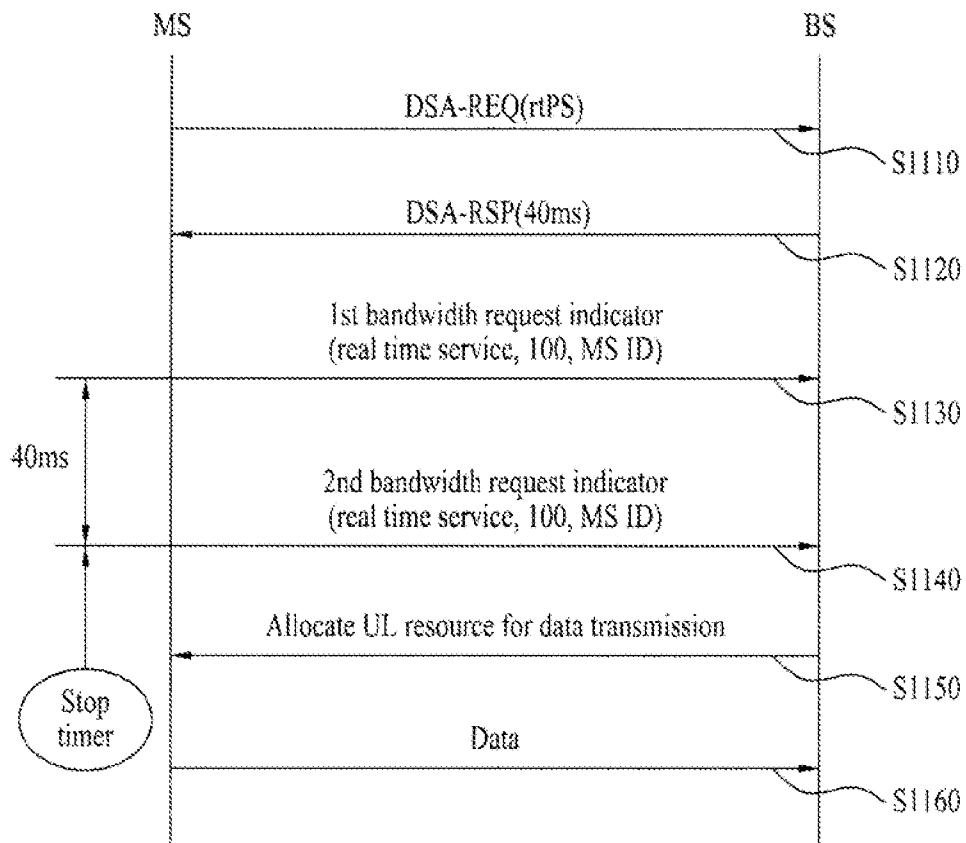 MS
BS
DSA-REQ(rtPS)
S1110
DSA-RSP(40ms)
S1120
1st bandwidth request indicator
(real time service, 100, MS ID)
S1130
40ms
2nd bandwidth request indicator
(real time service, 100, MS ID)
S1140
Allocate UL resource for data transmission
S1150
Stop
timer
Data
S1160